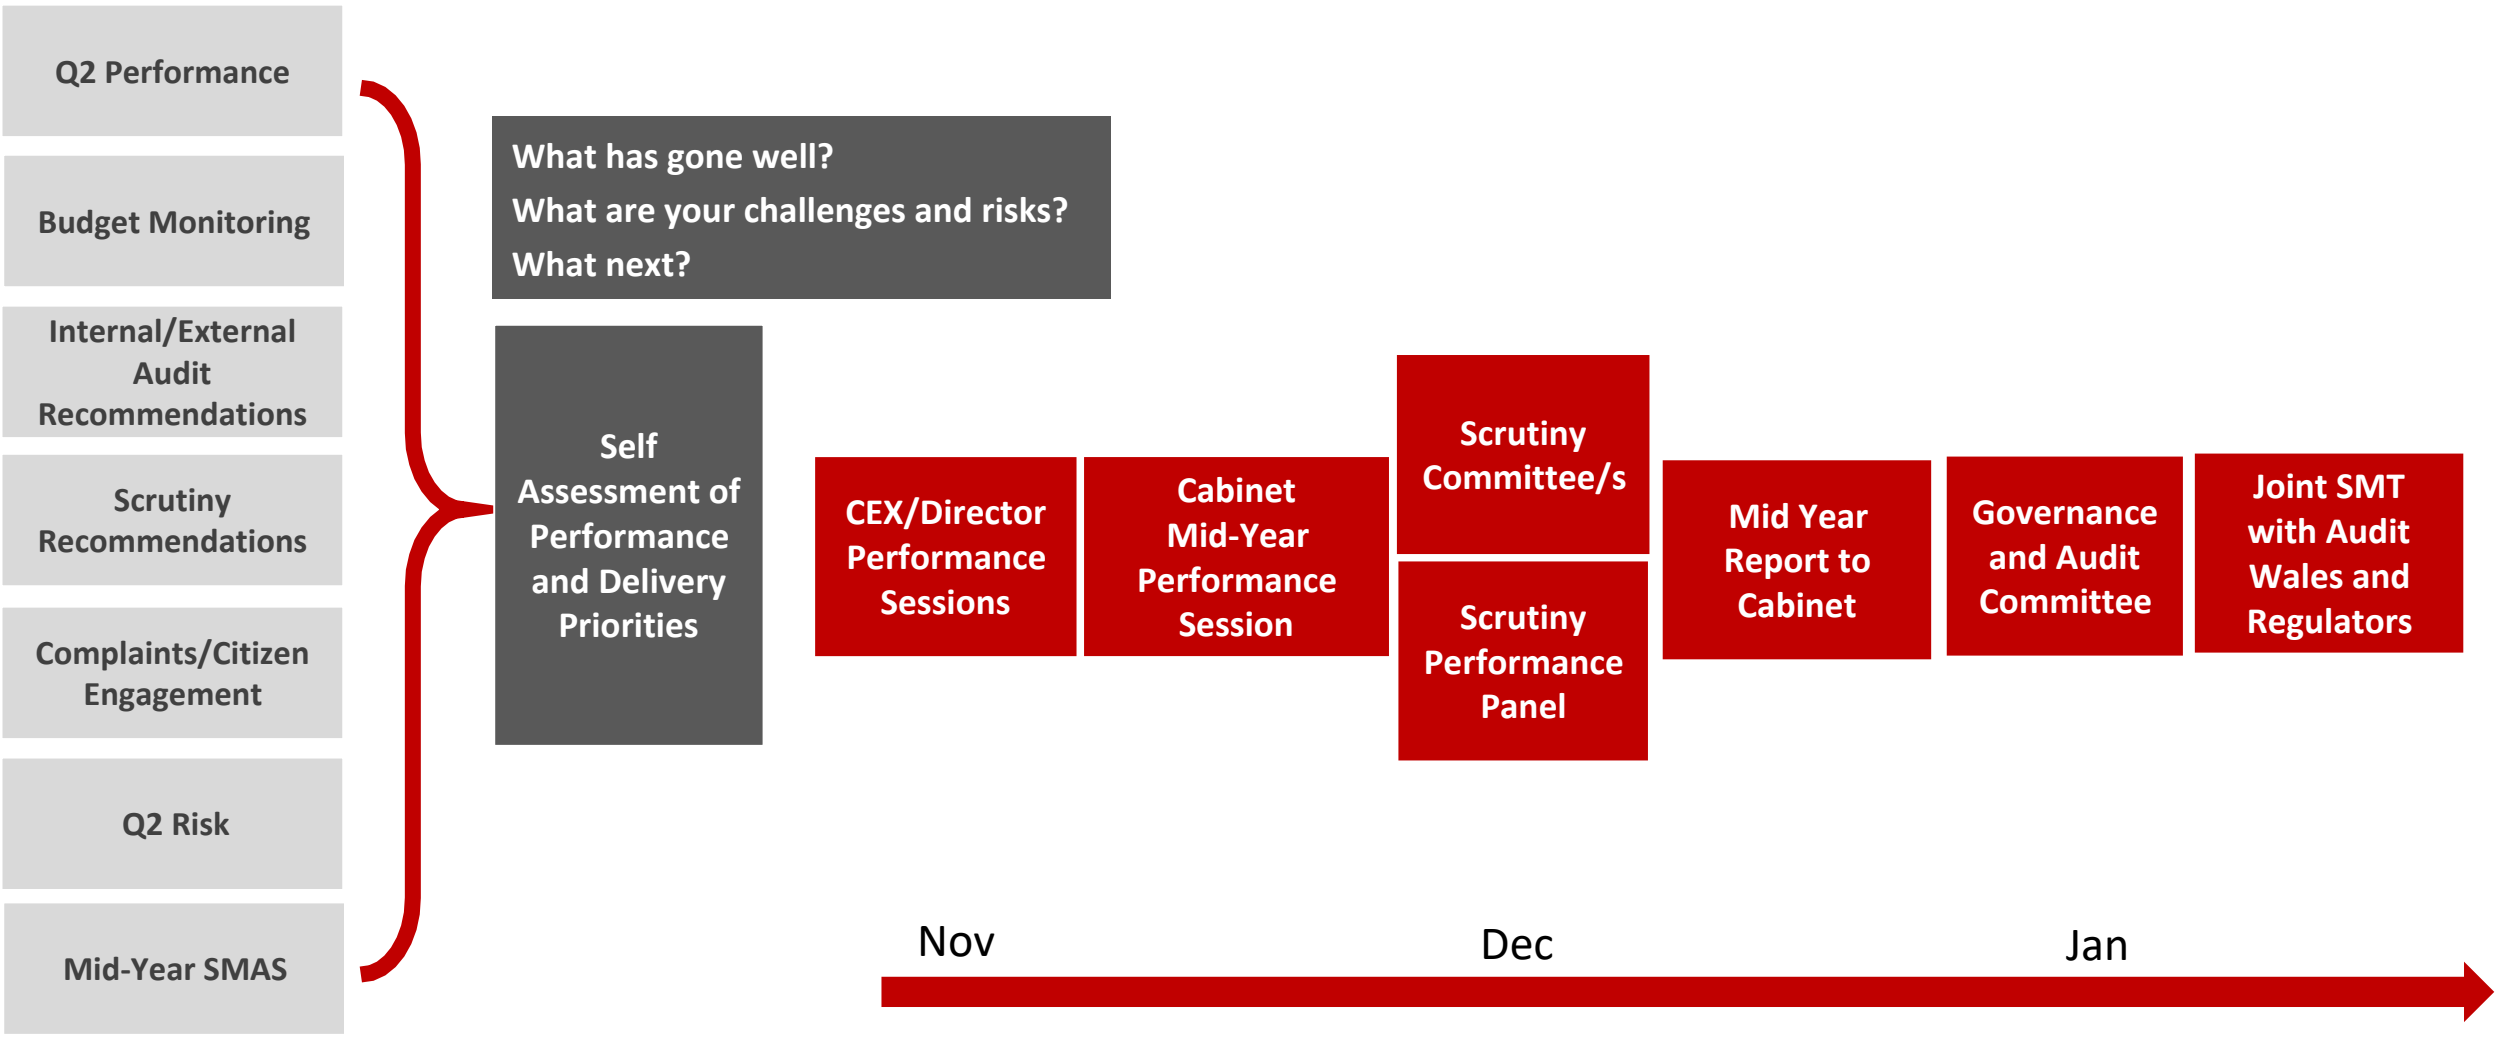 Q2 Performance
Budget Monitoring
Internal/External
Audit
Recommendations
Scrutiny
Recommendations
Complaints/Citizen
Engagement
Q2 Risk
Mid-Year SMAS
What has gone well?
What are your challenges and risks?
What next?
Self
Assessment of
Performance
and Delivery
Priorities
CEX/Director
Performance
Sessions
Cabinet
Mid-Year
Performance
Session
Scrutiny
Committee/s
Scrutiny
Performance
Panel
Mid Year
Report to
Cabinet
Governance
and Audit
Committee
Joint SMT
with Audit
Wales and
Regulators
Nov
Dec
Jan